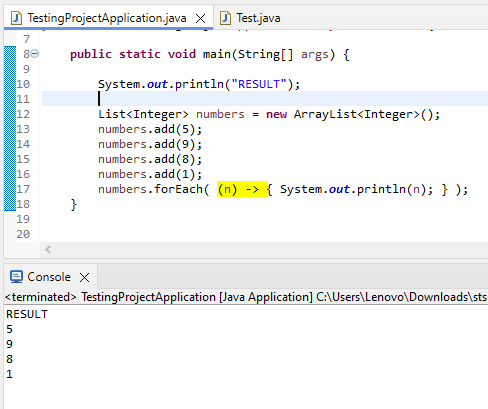 TestingProjectApplication.java Test.java
7
8 public static void main(String[] args) {
9
10 System.out.println("RESULT");
11
12 List<Integer> numbers = new ArrayList<Integer>();
13 numbers.add(5);
14 numbers.add(9);
15 numbers.add(8);
16 numbers.add(1);
17 numbers.forEach( (n) -> { System.out.println(n); } );
18 }
19
20
Console
<terminated> TestingProjectApplication [Java Application] C:\Users\Lenovo\Downloads\sts
RESULT
5
9
8
1